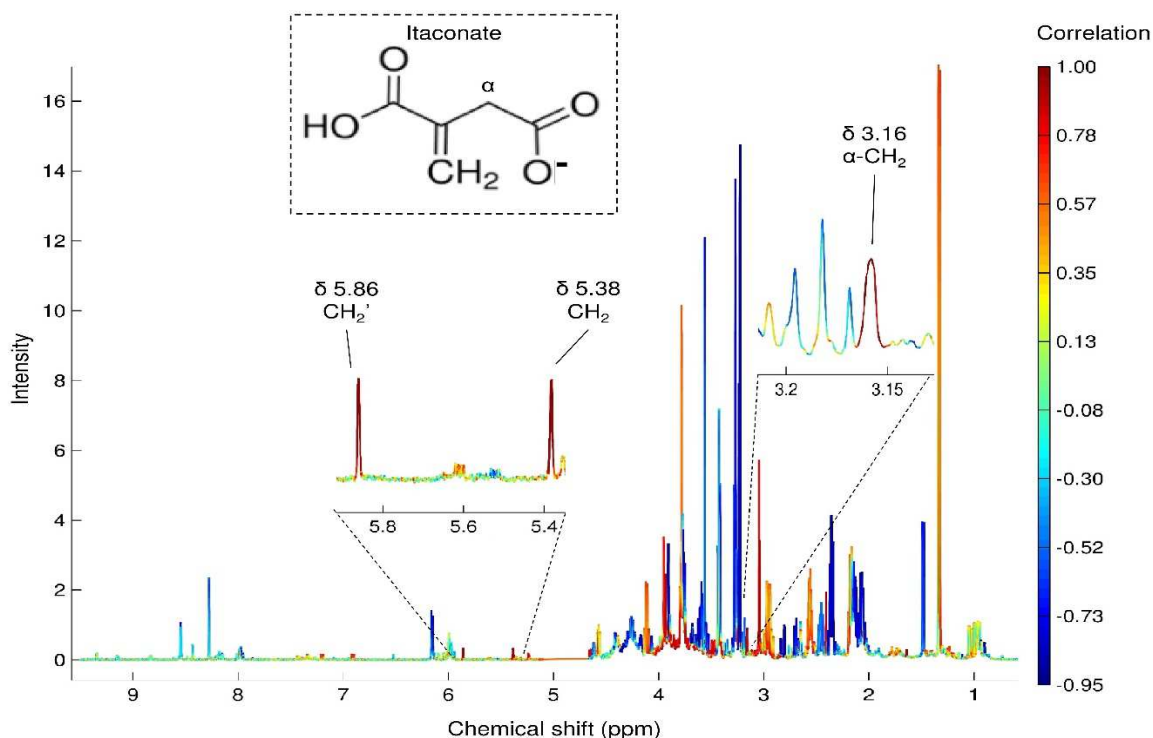 Itaconate
α
O
HO
CH2
O
O-
Correlation
1.00
0.78
0.57
0.35
0.13
-0.08
-0.30
-0.52
-0.73
-0.95
Intensity
16
14
12
10
8
6
4
2
0
δ 3.16
α-CH2
3.2 3.15
δ 5.86
CH2'
δ 5.38
CH2
5.8 5.6 5.4
9 8 7 6 5 4 3 2 1
Chemical shift (ppm)